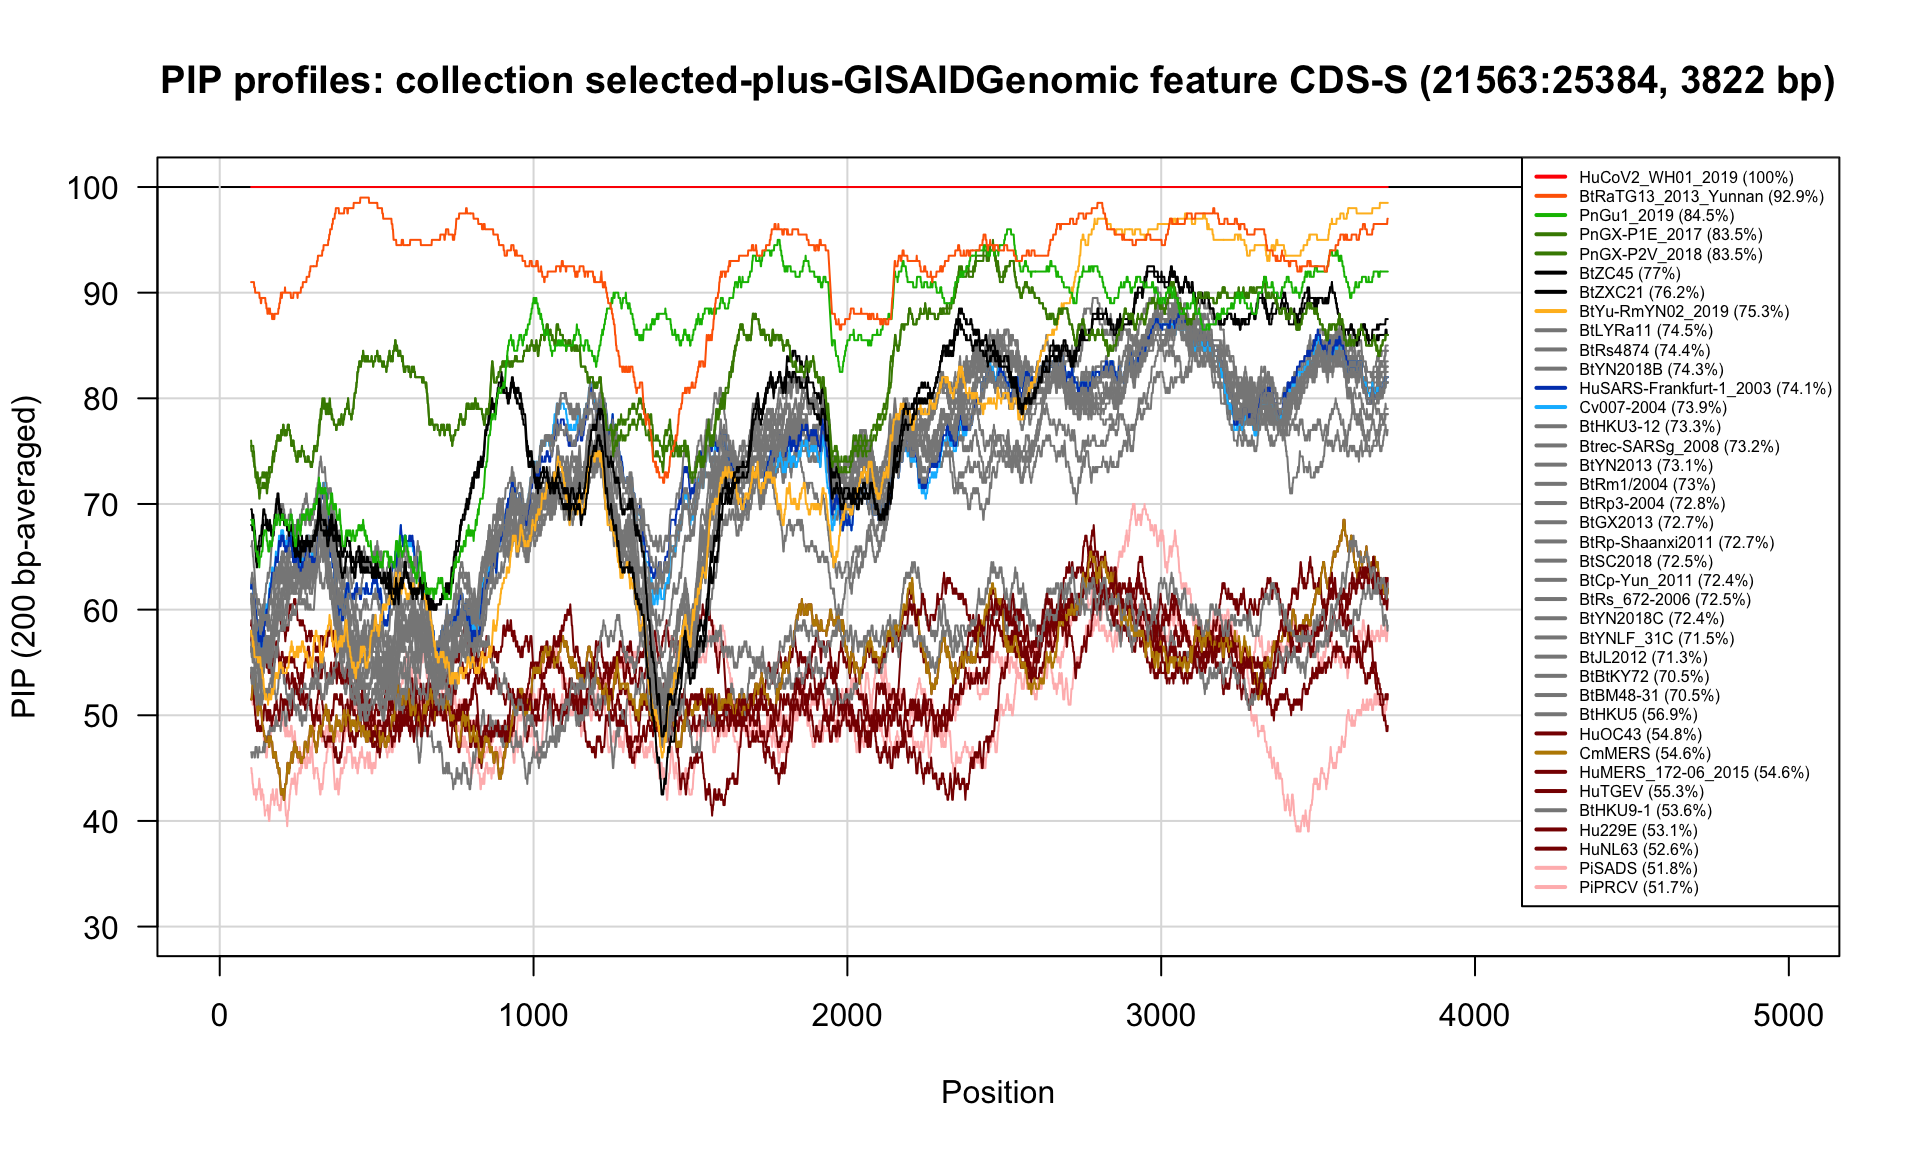 PIP profiles: collection selected-plus-GISAIDGenomic feature CDS-S (21563:25384, 3822 bp)
PIP (200 bp-averaged)
100
90
80
70
60
50
40
30
0
1000
2000
3000
4000
5000
Position
HuCoV2_WH01_2019 (100%)
BtRaTG13_2013_Yunnan (92.9%)
PnGu1_2019 (84.5%)
PnGX-P1E_2017 (83.5%)
PnGX-P2V_2018 (83.5%)
BtZC45 (77%)
BtZXC21 (76.2%)
BtYu-RmYN02_2019 (75.3%)
BtLYRa11 (74.5%)
BtRs4874 (74.4%)
BtYN2018B (74.3%)
HuSARS-Frankfurt-1_2003 (74.1%)
Cv007-2004 (73.9%)
BtHKU3-12 (73.3%)
Btrec-SARSg_2008 (73.2%)
BtYN2013 (73.1%)
BtRm1/2004 (73%)
BtRp3-2004 (72.8%)
BtGX2013 (72.7%)
BtRp-Shaanxi2011 (72.7%)
BtSC2018 (72.5%)
BtCp-Yun_2011 (72.4%)
BtRs_672-2006 (72.5%)
BtYN2018C (72.4%)
BtYNLF_31C (71.5%)
BtJL2012 (71.3%)
BtBtKY72 (70.5%)
BtBM48-31 (70.5%)
BtHKU5 (56.9%)
HuOC43 (54.8%)
CmMERS (54.6%)
HuMERS_172-06_2015 (54.6%)
HuTGEV (55.3%)
BtHKU9-1 (53.6%)
Hu229E (53.1%)
HuNL63 (52.6%)
PiSADS (51.8%)
PiPRCV (51.7%)